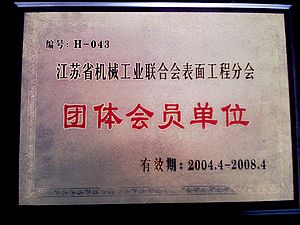 编号: H-043
江苏省机械工业联合会表面工程分会
团体会员单位
有效期: 2004.4-2008.4